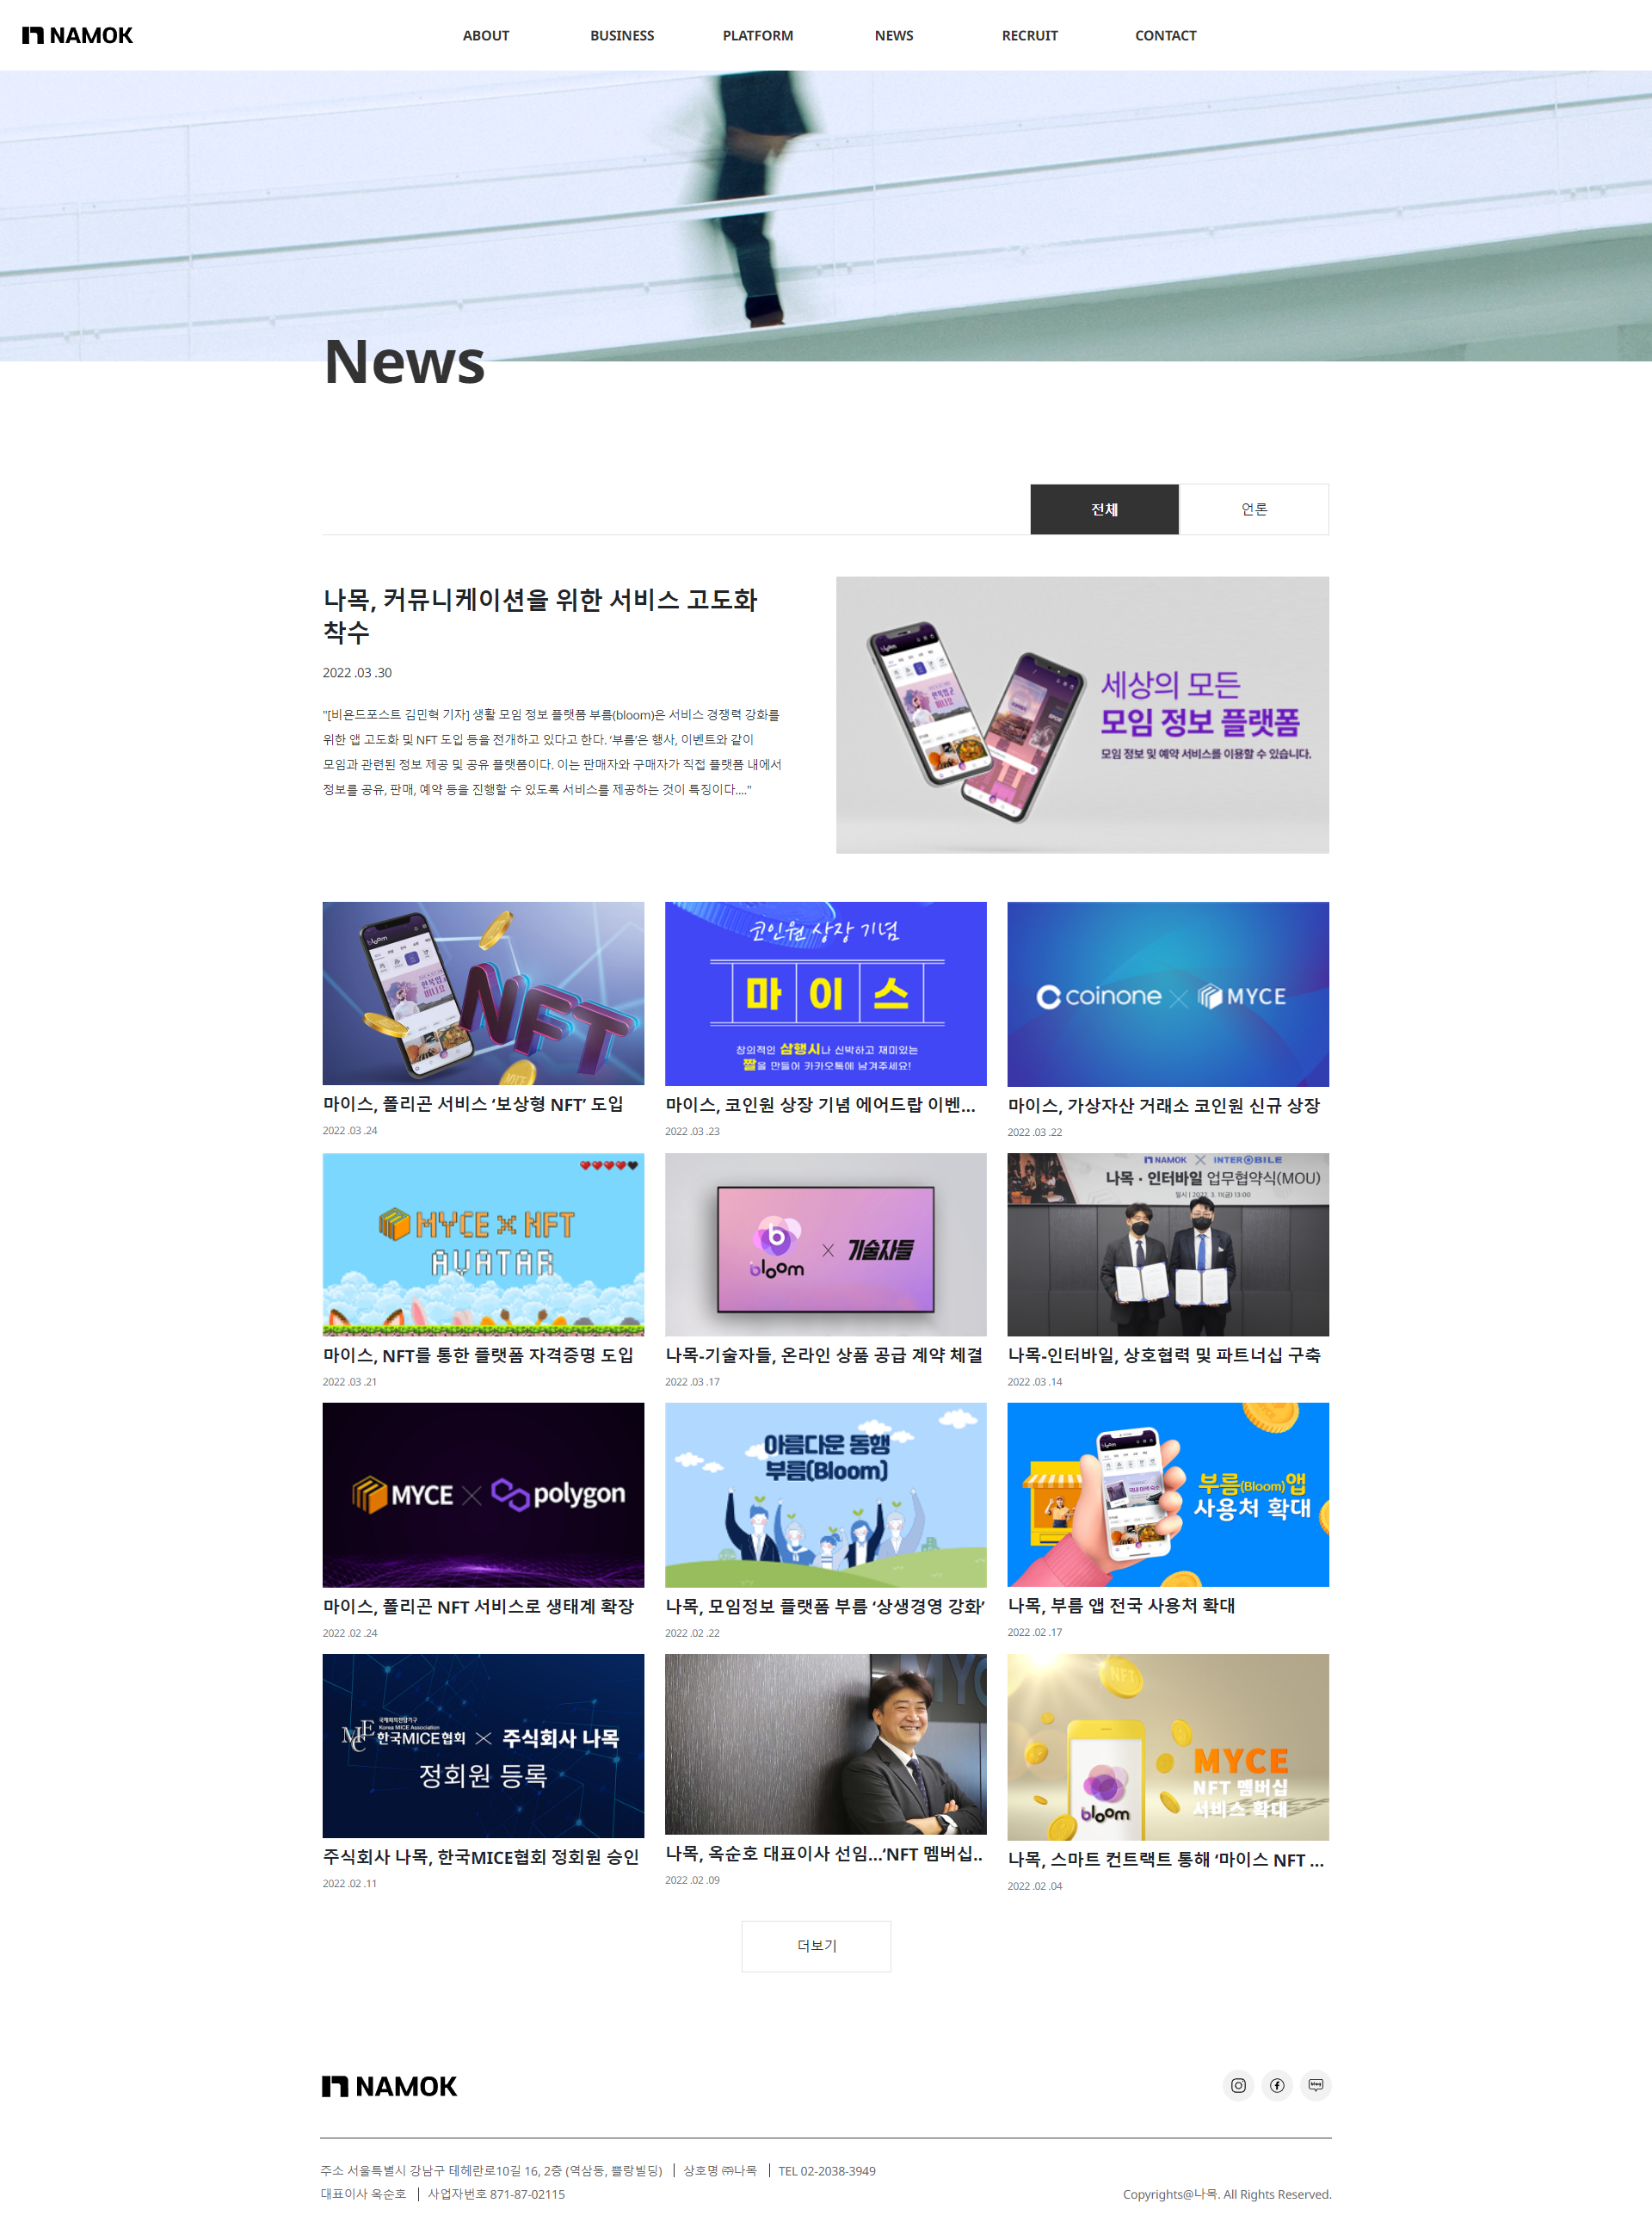 NAMOK
ABOUT
BUSINESS
PLATFORM
NEWS
RECRUIT
CONTACT
News
전체
언론
나목, 커뮤니케이션을 위한 서비스 고도화
착수
2022 .03 .30
"[비욘드포스트 김민혁 기자] 생활 모임 정보 플랫폼 부름(bloom)은 서비스 경쟁력 강화를
위한 앱 고도화 및 NFT 도입 등을 전개하고 있다고 한다. ‘부름’은 행사, 이벤트와 같이
모임과 관련된 정보 제공 및 공유 플랫폼이다. 이는 판매자와 구매자가 직접 플랫폼 내에서
정보를 공유, 판매, 예약 등을 진행할 수 있도록 서비스를 제공하는 것이 특징이다...."
세상의 모든
모임 정보 플랫폼
모임 정보 및 예약 서비스를 이용할 수 있습니다.
bloom
NFT
MYCE
마이스, 폴리곤 서비스 ‘보상형 NFT’ 도입
2022 .03 .24
코인원 상장 기념
마이스
창의적인 삼행시나 신박하고 재미있는
짤을 만들어 카카오톡에 남겨주세요!
마이스, 코인원 상장 기념 에어드랍 이벤...
2022 .03 .23
coinone × MYCE
마이스, 가상자산 거래소 코인원 신규 상장
2022 .03 .22
MYCE × NFT
AVATAR
마이스, NFT를 통한 플랫폼 자격증명 도입
2022 .03 .21
bloom × 기술자들
나목-기술자들, 온라인 상품 공급 계약 체결
2022 .03 .17
NAMOK × INTEROBILE
나목 · 인터바일 업무협약식(MOU)
일시 | 2022. 3. 11(금) 13:00
나목-인터바일, 상호협력 및 파트너십 구축
2022 .03 .14
MYCE × polygon
마이스, 폴리곤 NFT 서비스로 생태계 확장
2022 .02 .24
아름다운 동행
부름(Bloom)
나목, 모임정보 플랫폼 부름 ‘상생경영 강화’
2022 .02 .22
부름(Bloom)앱
사용처 확대
나목, 부름 앱 전국 사용처 확대
2022 .02 .17
국제회의전담기구
Korea MICE Association
MCE 한국MICE협회 × 주식회사 나목
정회원 등록
주식회사 나목, 한국MICE협회 정회원 승인
2022 .02 .11
MYC
나목, 옥순호 대표이사 선임...‘NFT 멤버십..
2022 .02 .09
NFT
bloom
MYCE
NFT 멤버십
서비스 확대
나목, 스마트 컨트랙트 통해 ‘마이스 NFT ...
2022 .02 .04
더보기
NAMOK
blog
주소 서울특별시 강남구 테헤란로10길 16, 2층 (역삼동, 뿔랑빌딩) | 상호명 ㈜나목 | TEL 02-2038-3949
대표이사 옥순호 | 사업자번호 871-87-02115
Copyrights@나목. All Rights Reserved.